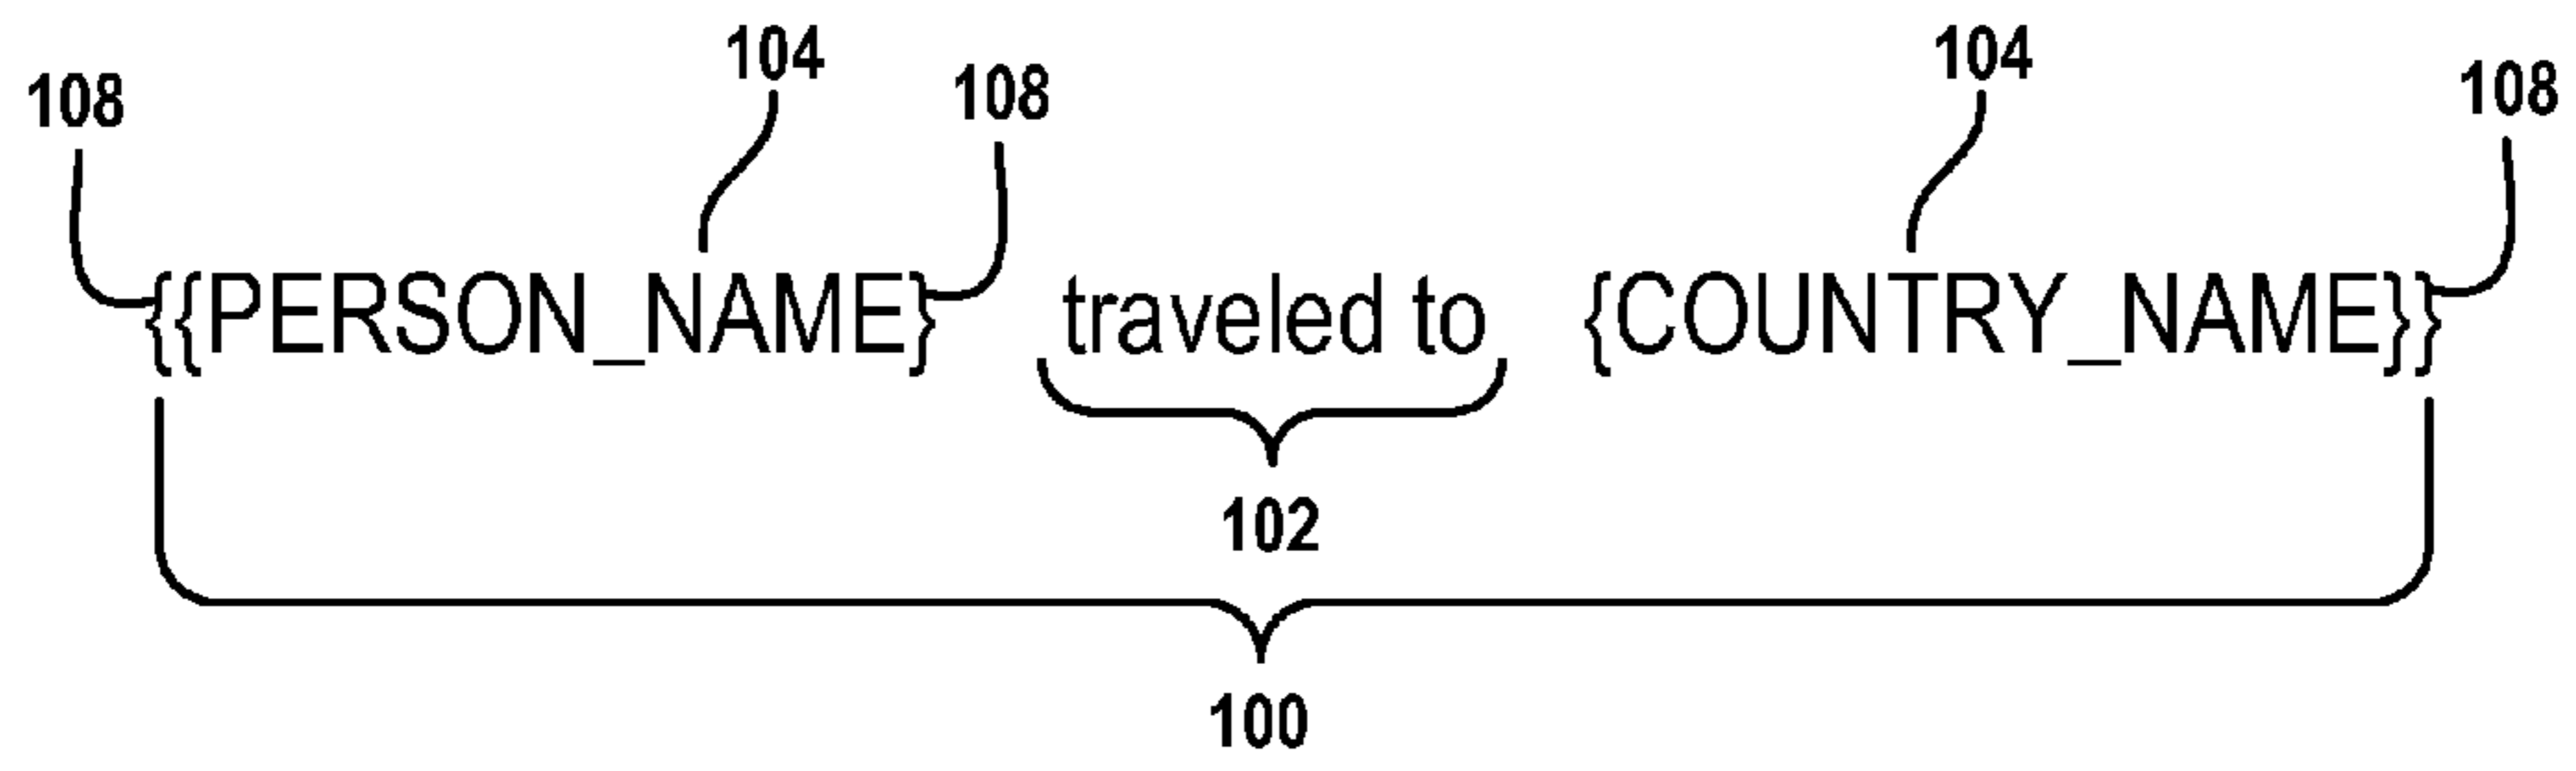 104 104
108 108 108
{{PERSON_NAME} traveled to {COUNTRY_NAME}}
102
100